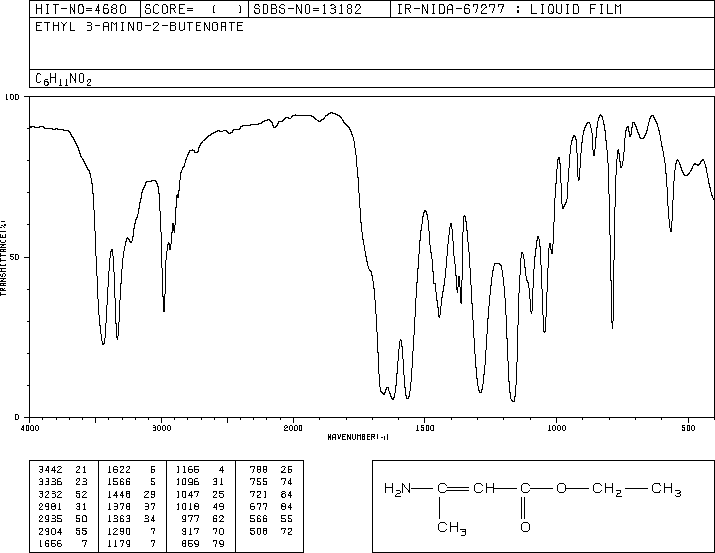 HIT-NO=4680 SCORE= ( ) SDBS-NO=13182 IR-NIDA-67277 : LIQUID FILM
ETHYL 3-AMINO-2-BUTENOATE
C6H11NO2
100
50
0
TRANSMITTANCE(%)
4000 3000 2000 1500 1000 500
WAVENUMBER(-1)
3442 21 1622 5 1166 4 788 26
3336 23 1566 5 1096 31 755 74
3232 52 1448 29 1047 25 721 84
2981 31 1378 37 1018 49 677 84
2935 50 1363 34 977 62 566 55
2904 55 1290 7 917 70 508 72
1656 7 1179 7 859 79
H2N C CH C O CH2 CH3
CH3 O